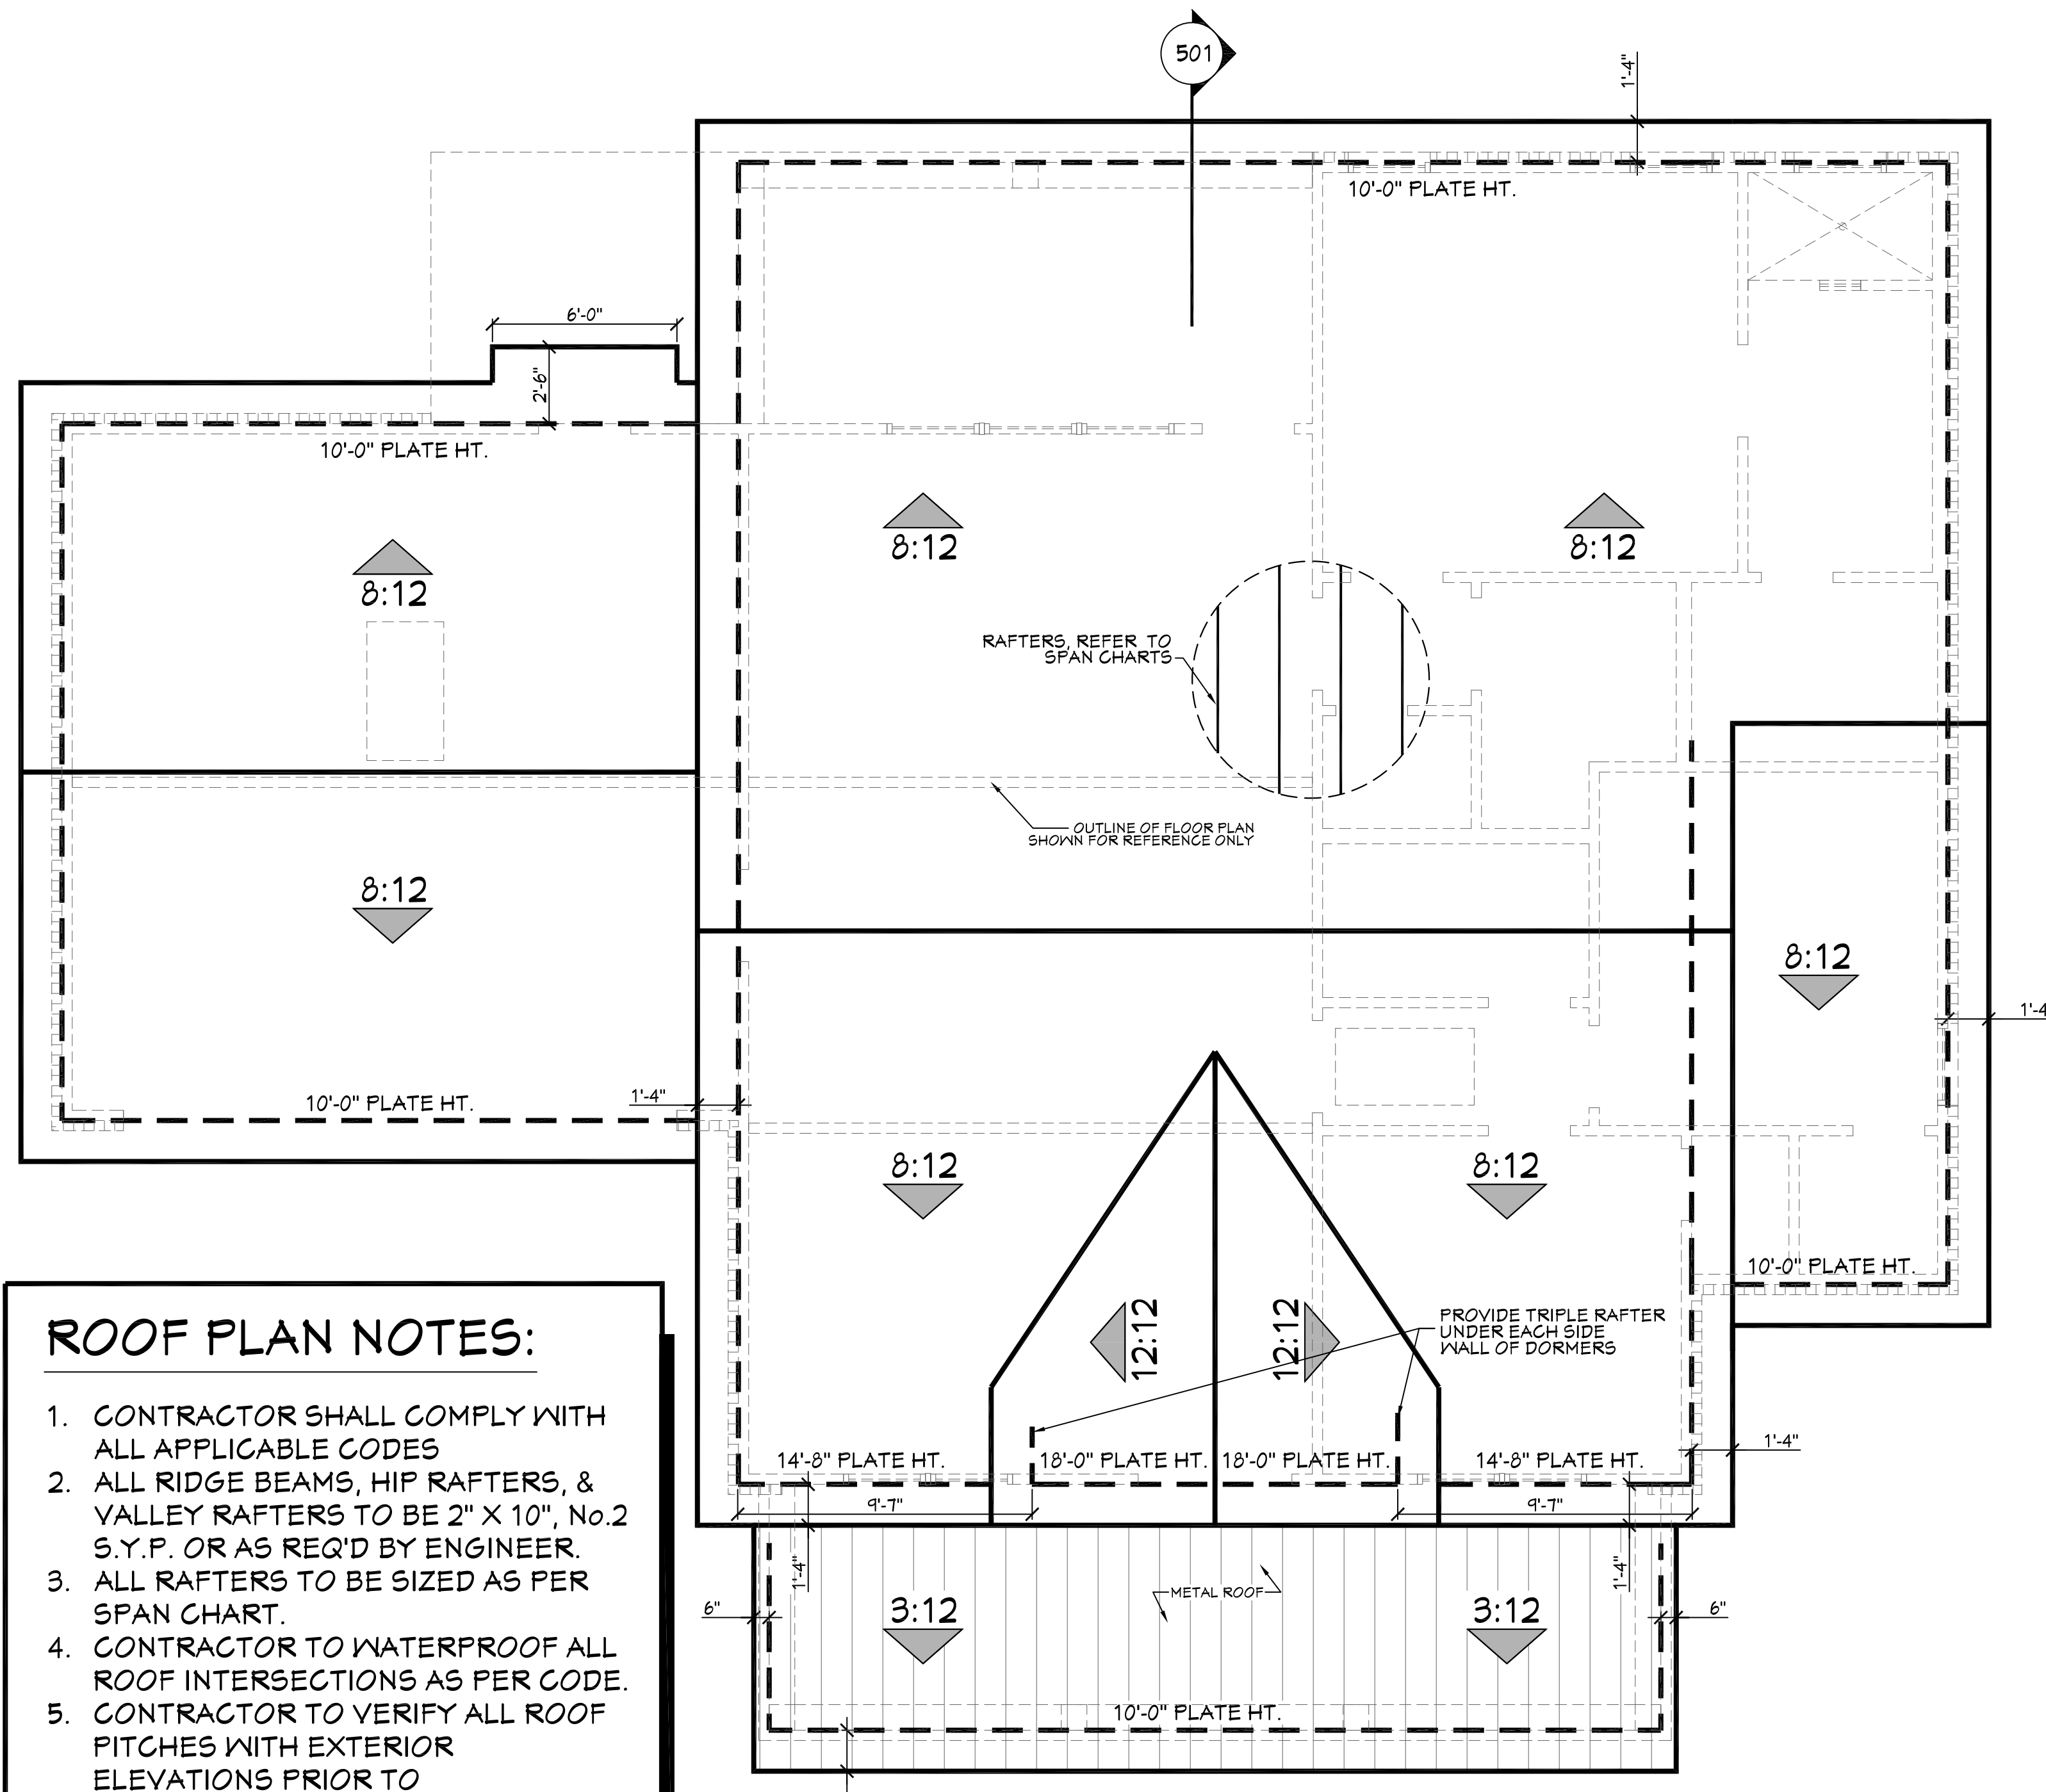 501
1'-4"
10'-0" PLATE HT.
6'-0"
2'-6"
10'-0" PLATE HT.
8:12
8:12
8:12
RAFTERS, REFER TO
SPAN CHARTS
OUTLINE OF FLOOR PLAN
SHOWN FOR REFERENCE ONLY
8:12
8:12
1'-4
10'-0" PLATE HT.
1'-4"
8:12
8:12
10'-0" PLATE HT.
12:12
12:12
PROVIDE TRIPLE RAFTER
UNDER EACH SIDE
WALL OF DORMERS
14'-8" PLATE HT.
18'-0" PLATE HT.
18'-0" PLATE HT.
14'-8" PLATE HT.
1'-4"
9'-7"
9'-7"
1'-4"
1'-4"
METAL ROOF
6"
3:12
3:12
6"
10'-0" PLATE HT.
ROOF PLAN NOTES:
1. CONTRACTOR SHALL COMPLY WITH
ALL APPLICABLE CODES
2. ALL RIDGE BEAMS, HIP RAFTERS, &
VALLEY RAFTERS TO BE 2" X 10", No.2
S.Y.P. OR AS REQ'D BY ENGINEER.
3. ALL RAFTERS TO BE SIZED AS PER
SPAN CHART.
4. CONTRACTOR TO WATERPROOF ALL
ROOF INTERSECTIONS AS PER CODE.
5. CONTRACTOR TO VERIFY ALL ROOF
PITCHES WITH EXTERIOR
ELEVATIONS PRIOR TO